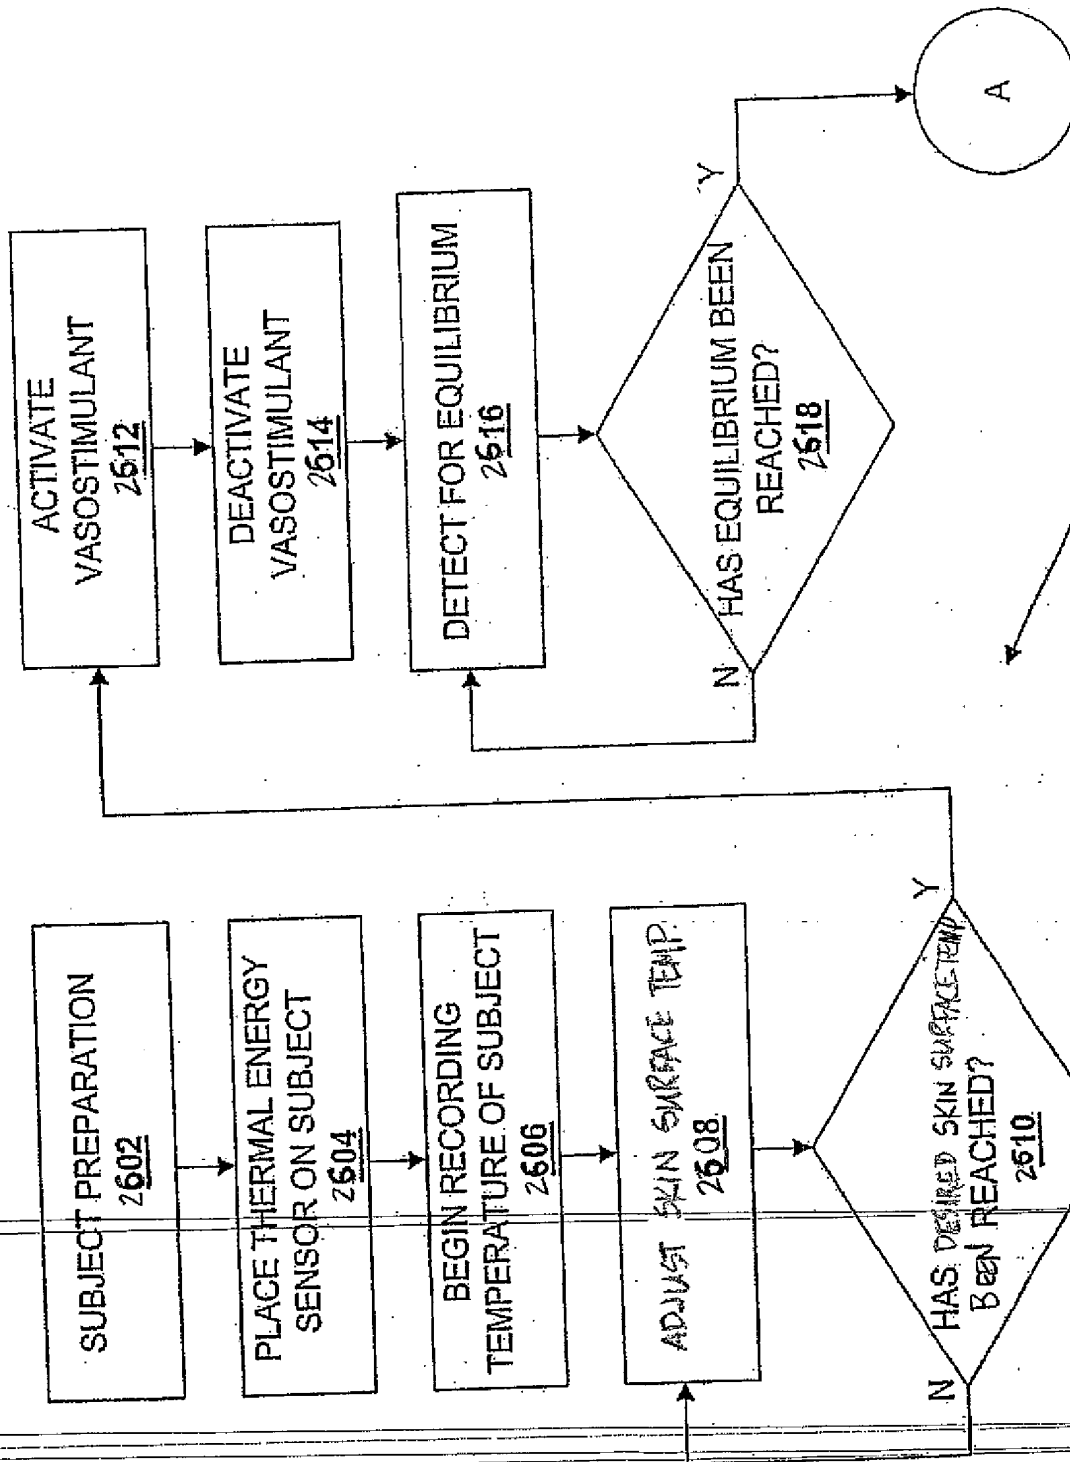 SUBJECT PREPARATION
2602
PLACE THERMAL ENERGY
SENSOR ON SUBJECT
2604
BEGIN RECORDING
TEMPERATURE OF SUBJECT
2606
ADJUST SKIN SURFACE TEMP.
2608
HAS DESIRED SKIN SURFACE TEMP
BEEN REACHED?
2610
N
Y
ACTIVATE
VASOSTIMULANT
2612
DEACTIVATE
VASOSTIMULANT
2614
DETECT FOR EQUILIBRIUM
2616
HAS EQUILIBRIUM BEEN
REACHED?
2618
N
Y
A